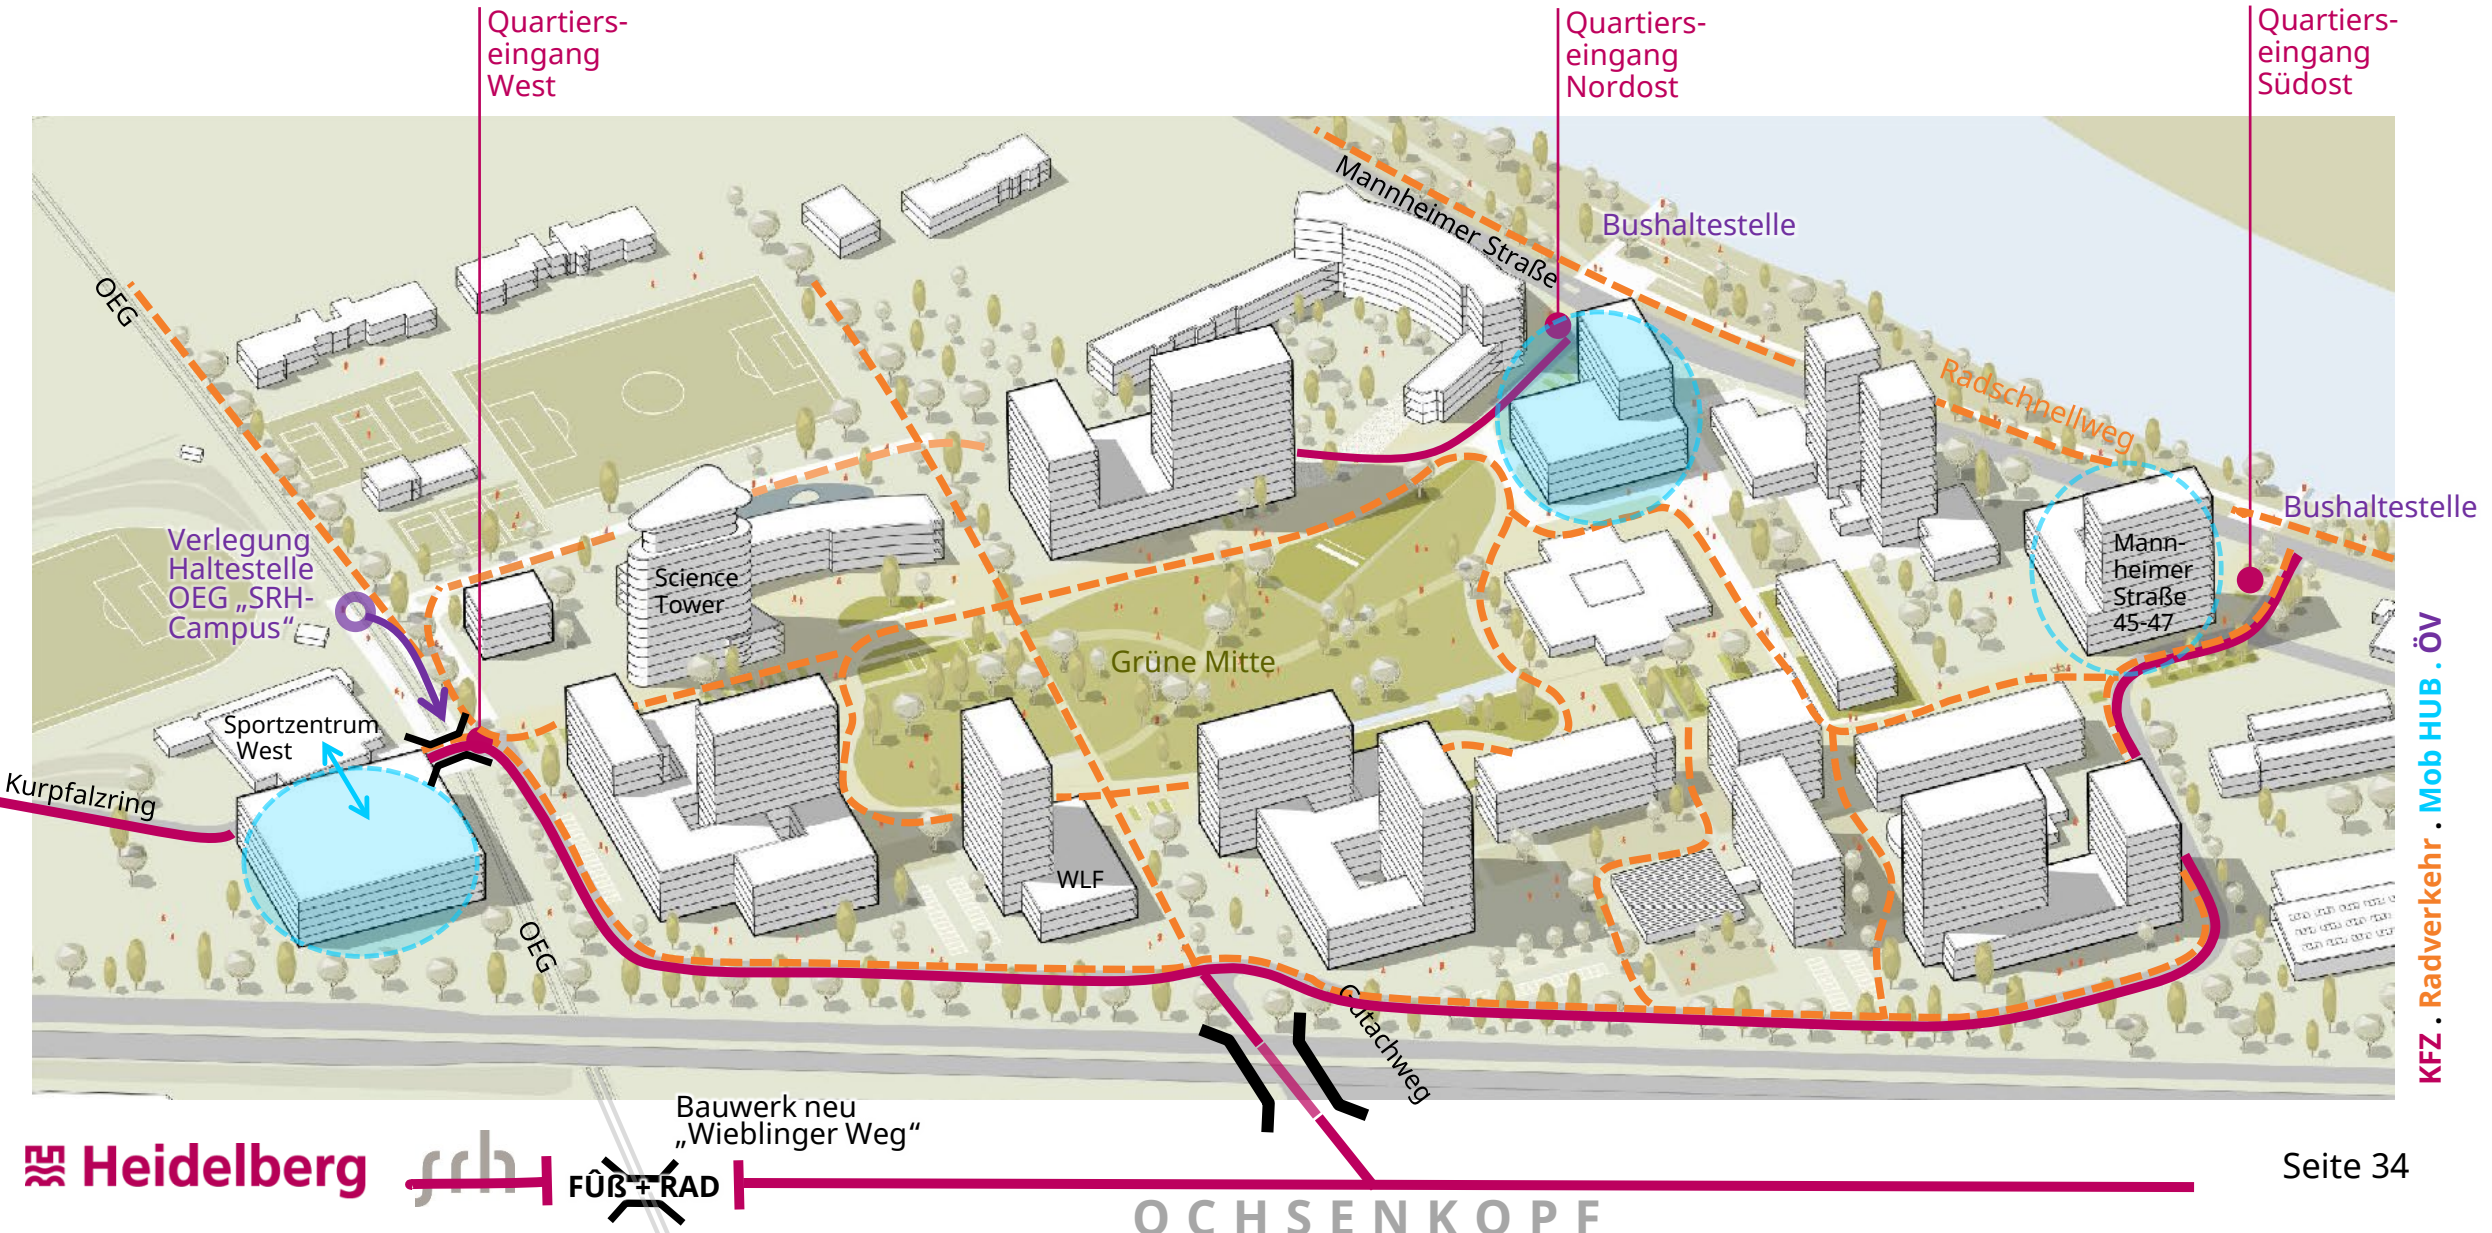 Quartiers-
eingang
West
Quartiers-
eingang
Nordost
Quartiers-
eingang
Südost
Mannheimer Straße
Bushaltestelle
OEG
Radschnellweg
Bushaltestelle
Verlegung
Haltestelle
OEG „SRH-
Campus“
Science
Tower
Mann-
heimer
Straße
45-47
Grüne Mitte
Sportzentrum
West
Kurpfalzring
WLF
OEG
Gutachweg
KFZ . Radverkehr . Mob HUB . ÖV
Bauwerk neu
„Wieblinger Weg“
Heidelberg
srh
FÛß + RAD
Seite 34
OCHSENKOPF